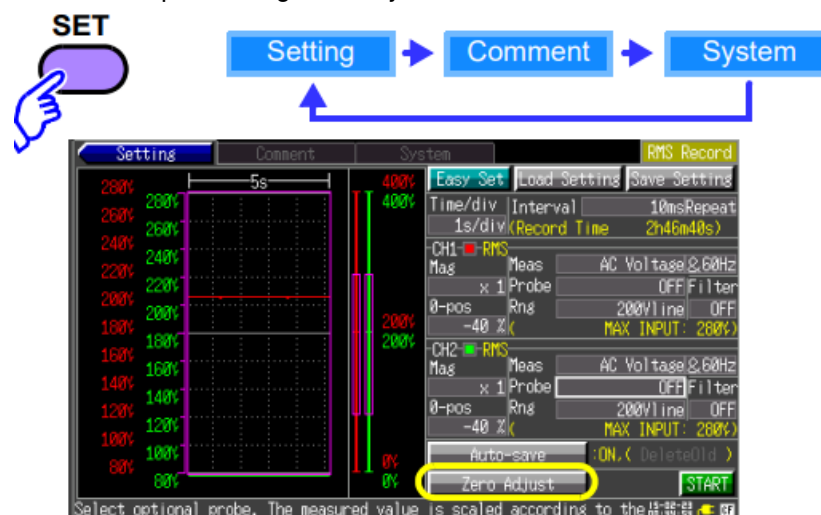 SET
Setting Comment System
Setting Comment System RMS Record
5s
280% 260% 240% 220% 200% 180% 160% 140% 120% 100% 80%
280% 260% 240% 220% 200% 180% 160% 140% 120% 100% 80%
400% 200% 0%
400% 200% 0%
Easy Set Load Setting Save Setting
Time/div Interval 10ms Repeat
1s/div (Record Time 2h46m40s)
CH1 RMS
Mag Meas AC Voltage 60Hz
x 1 Probe OFF Filter
0-pos Rng 200Vline OFF
-40 % ( MAX INPUT: 280%)
CH2 RMS
Mag Meas AC Voltage 60Hz
x 1 Probe OFF Filter
0-pos Rng 200Vline OFF
-40 % ( MAX INPUT: 280%)
Auto-save :ON,( DeleteOld )
Zero Adjust START
Select optional probe. The measured value is scaled according to the